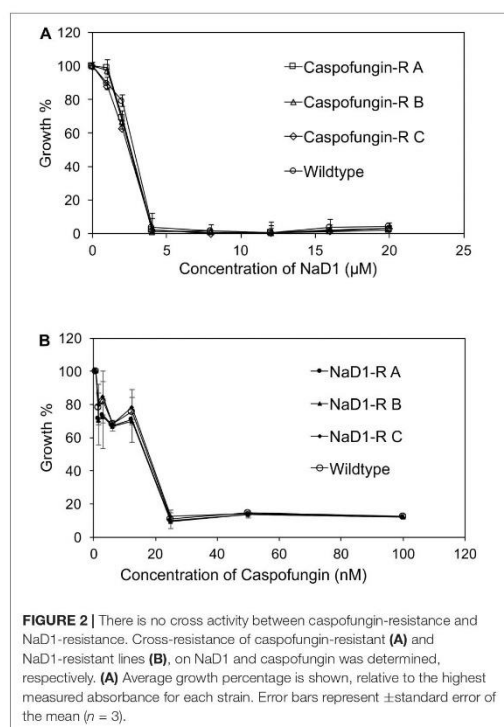 A
120
100
80
60
40
20
0
Growth %
Caspofungin-R A
Caspofungin-R B
Caspofungin-R C
Wildtype
0 5 10 15 20 25
Concentration of NaD1 (µM)
B
120
100
80
60
40
20
0
Growth %
NaD1-R A
NaD1-R B
NaD1-R C
Wildtype
0 20 40 60 80 100 120
Concentration of Caspofungin (nM)
FIGURE 2 | There is no cross activity between caspofungin-resistance and
NaD1-resistance. Cross-resistance of caspofungin-resistant (A) and
NaD1-resistant lines (B), on NaD1 and caspofungin was determined,
respectively. (A) Average growth percentage is shown, relative to the highest
measured absorbance for each strain. Error bars represent ±standard error of
the mean (n = 3).